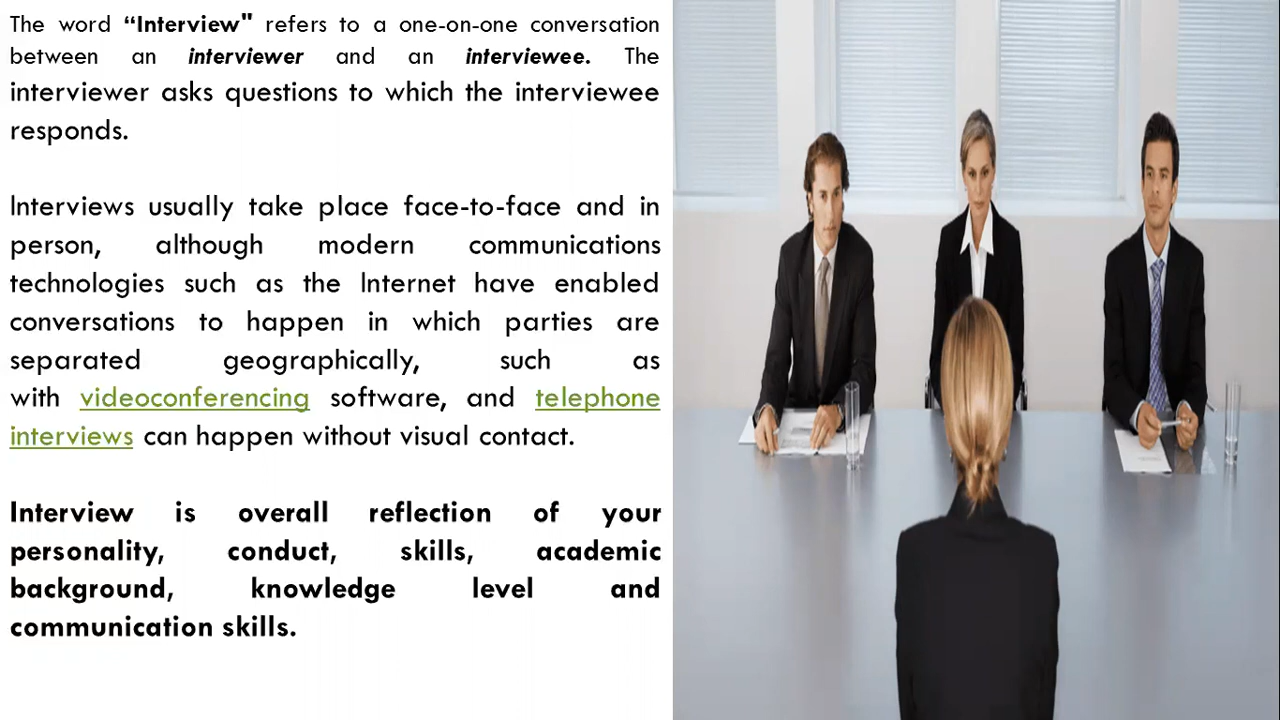 The word “Interview" refers to a one-on-one conversation
between an interviewer and an interviewee. The
interviewer asks questions to which the interviewee
responds.
Interviews usually take place face-to-face and in
person, although modern communications
technologies such as the Internet have enabled
conversations to happen in which parties are
separated geographically, such as
with videoconferencing software, and telephone
interviews can happen without visual contact.
Interview is overall reflection of your
personality, conduct, skills, academic
background, knowledge level and
communication skills.